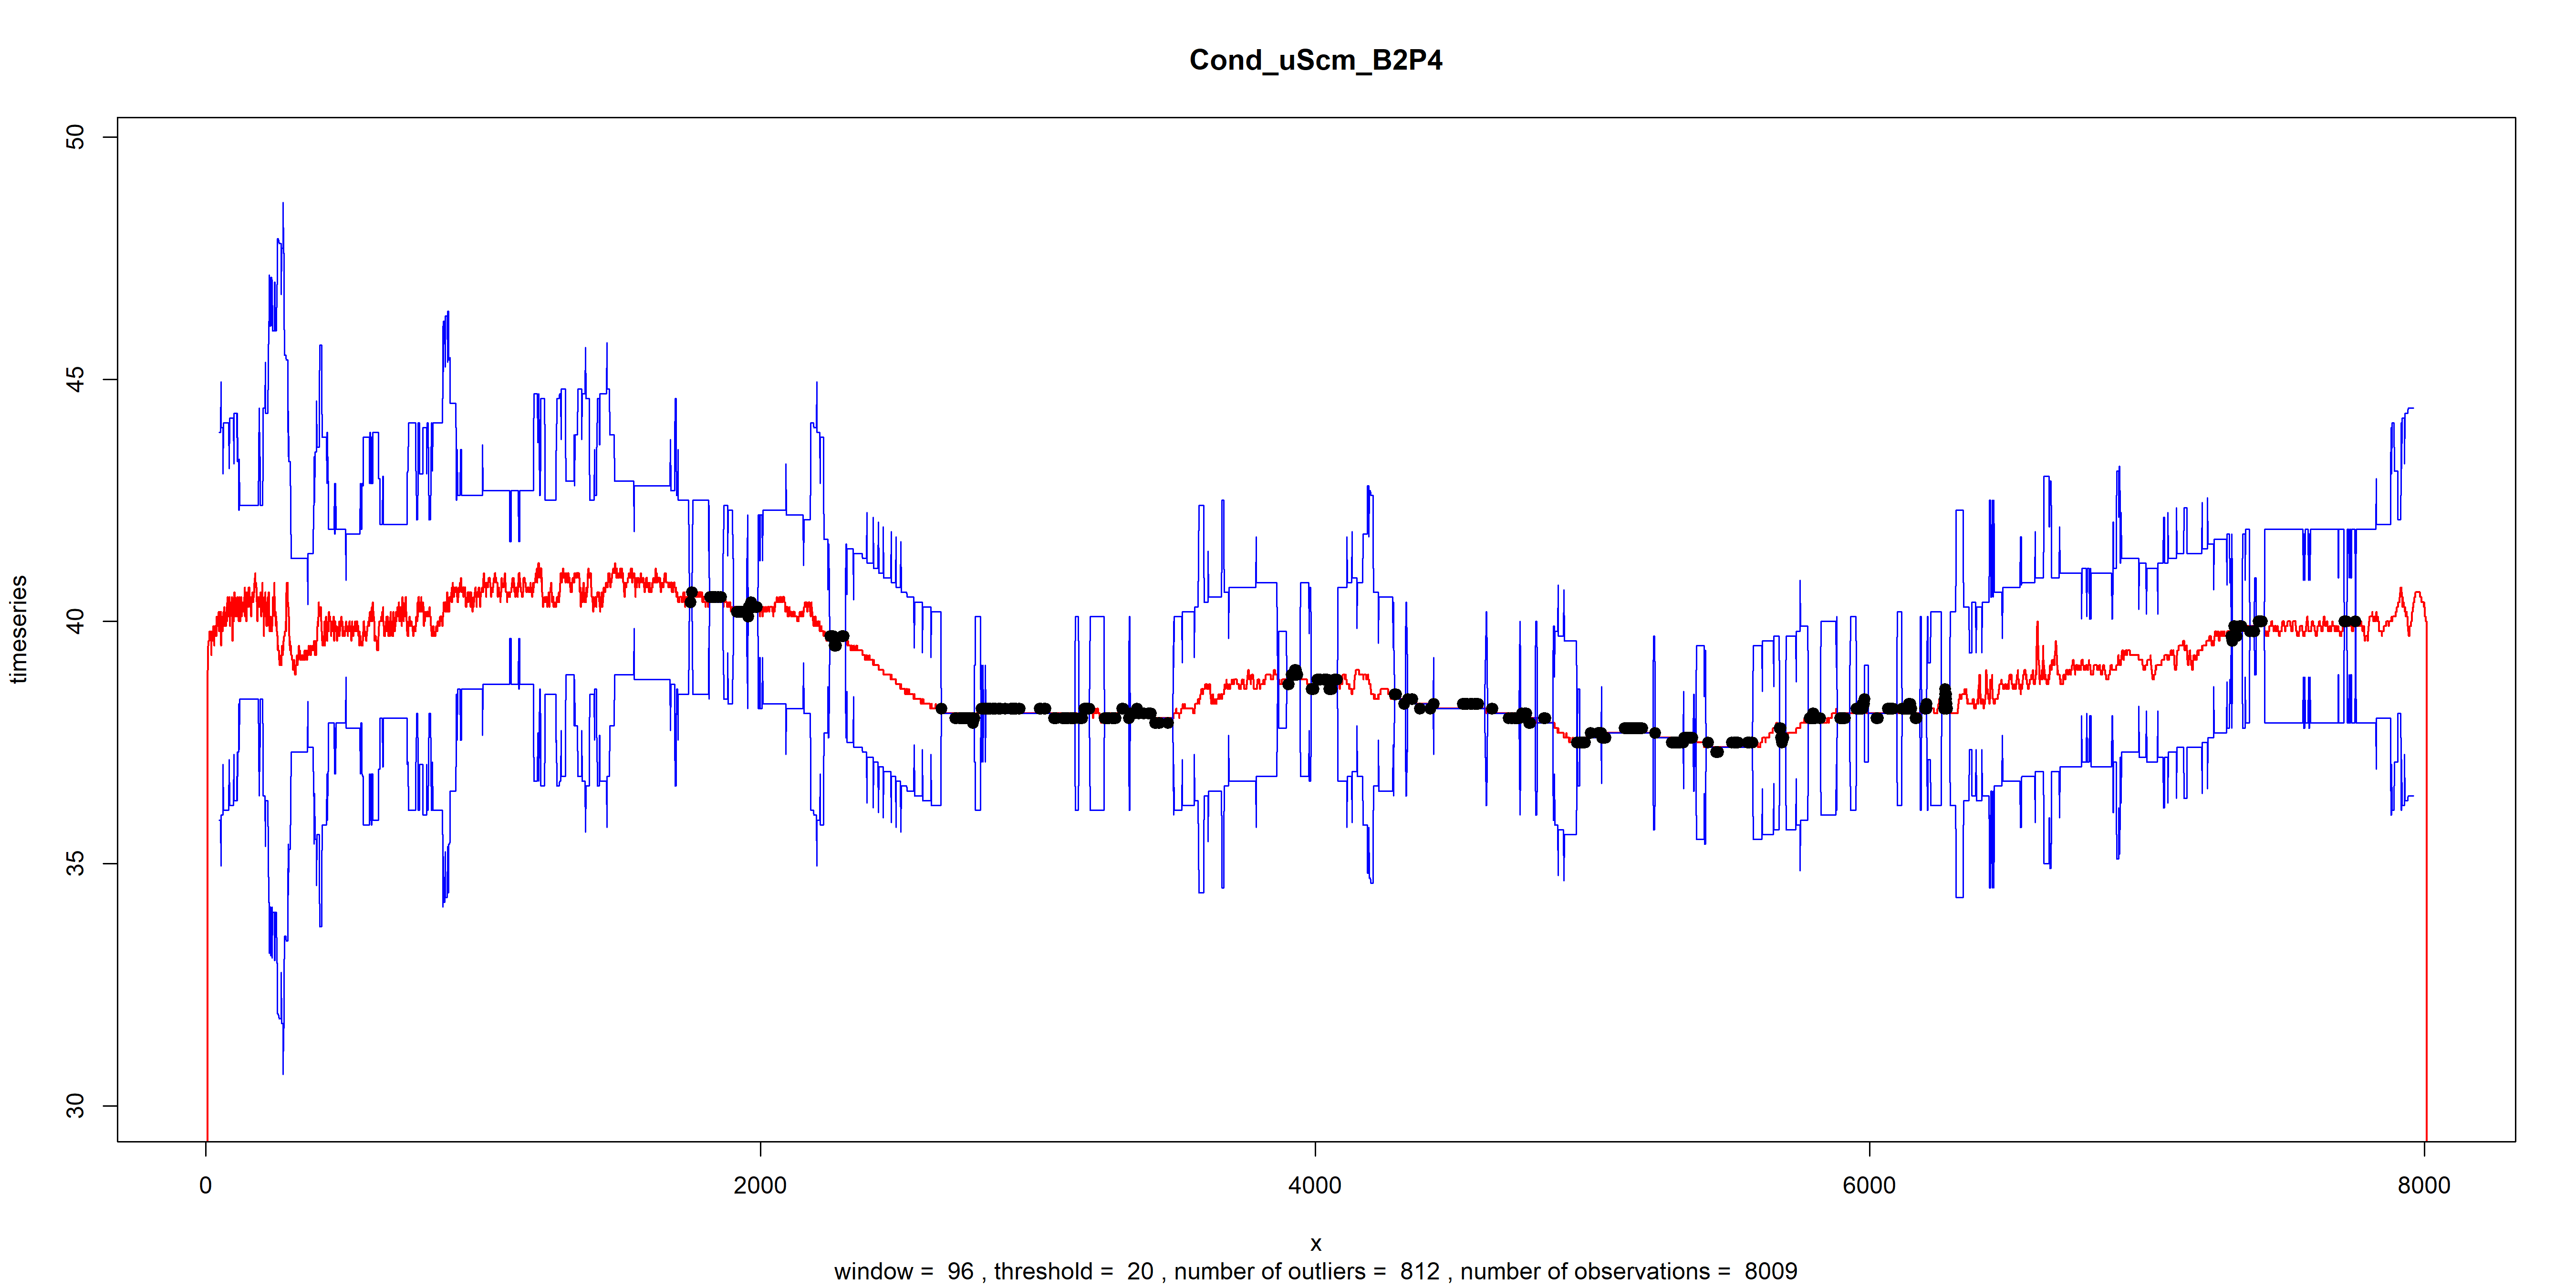 Cond_uScm_B2P4
50
45
40
35
30
timeseries
0 2000 4000 6000 8000
x
window = 96 , threshold = 20 , number of outliers = 812 , number of observations = 8009